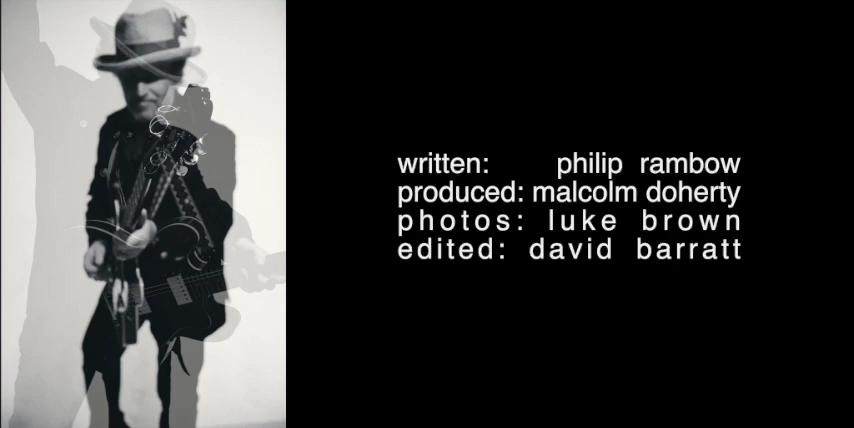 written: philip rambow
produced: malcolm doherty
photos: luke brown
edited: david barratt